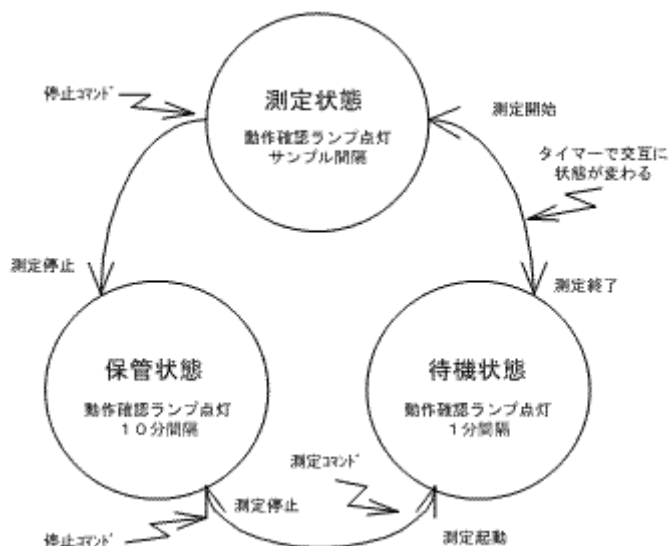 停止ｺﾏﾝﾄﾞ
測定状態
動作確認ランプ点灯
サンプル間隔
測定開始
タイマーで交互に
状態が変わる
測定停止
測定終了
保管状態
動作確認ランプ点灯
１０分間隔
待機状態
動作確認ランプ点灯
1分間隔
測定ｺﾏﾝﾄﾞ
測定停止
停止ｺﾏﾝﾄﾞ
測定起動